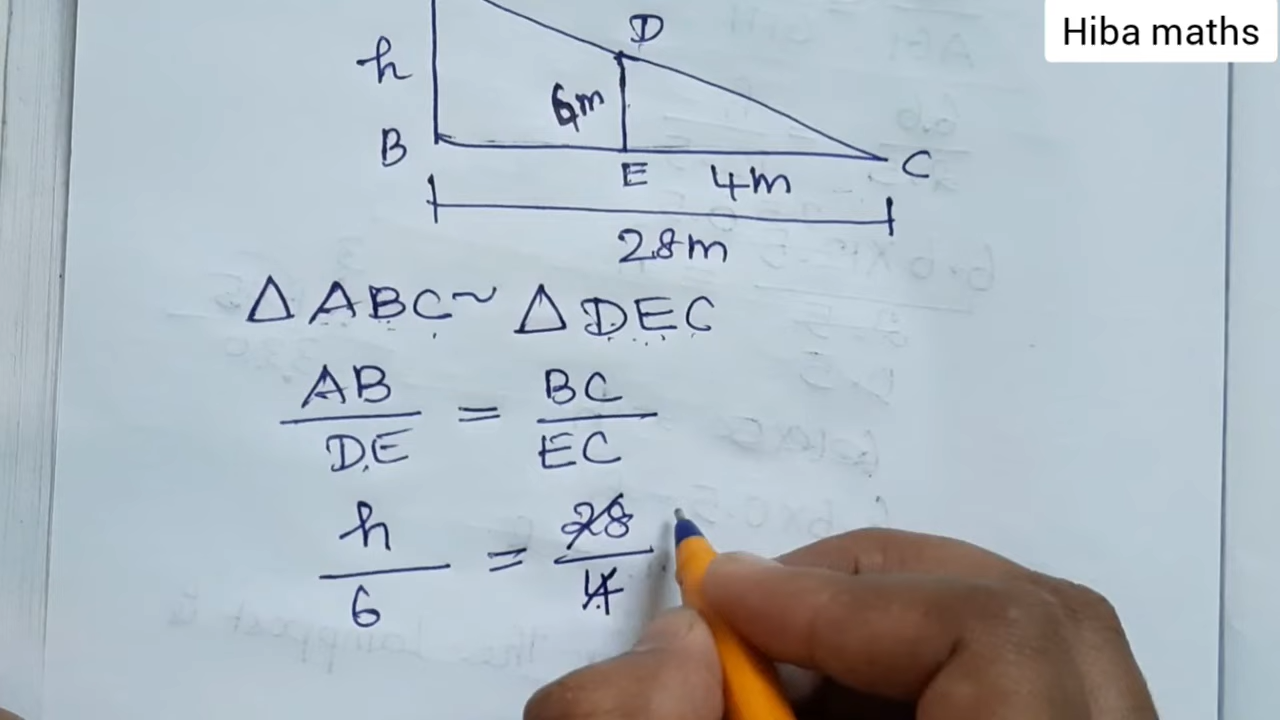 Hiba maths
D
h
6m
B
E
4m
C
28m
△ ABC ~ △ DEC
AB/DE = BC/EC
h/6 = 28/4